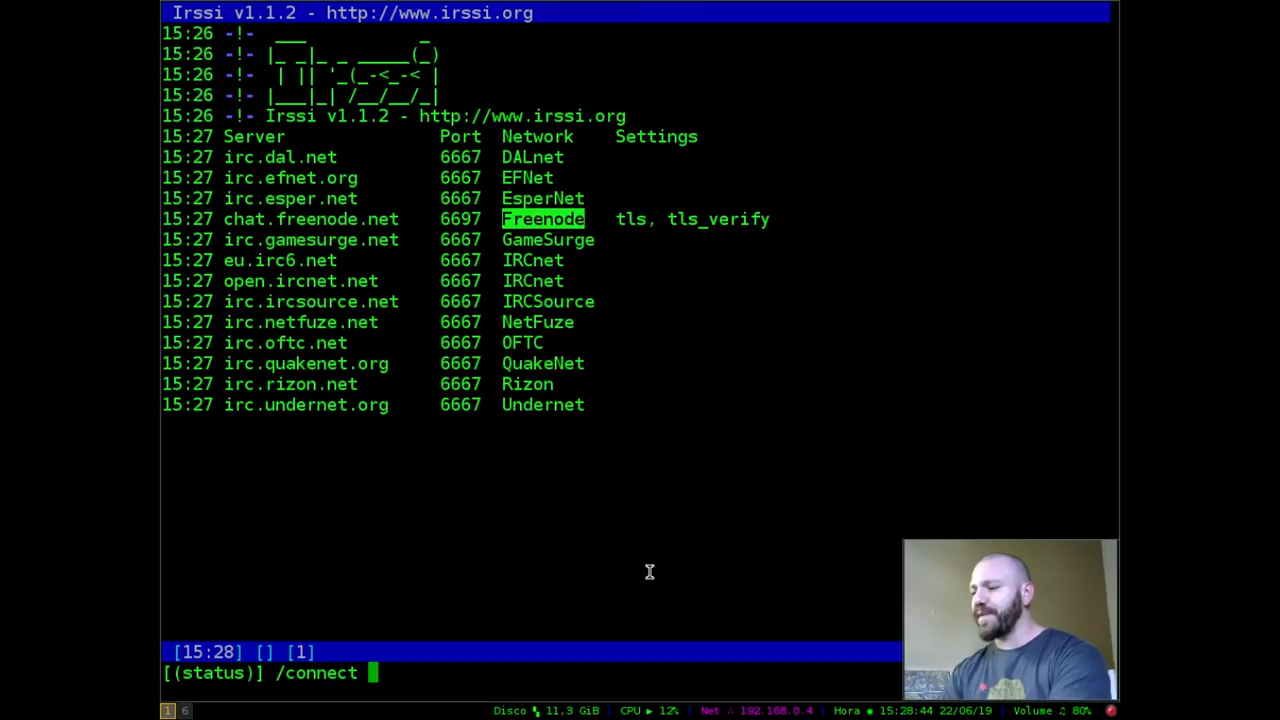 Irssi v1.1.2 - http://www.irssi.org
15:26 -!-  ___           _
15:26 -!- |_ _|_ _ _____(_)
15:26 -!-  | || '_(_-<_-< |
15:26 -!- |___|_| /__/__/_|
15:26 -!- Irssi v1.1.2 - http://www.irssi.org
15:27 Server               Port  Network    Settings
15:27 irc.dal.net          6667  DALnet
15:27 irc.efnet.org        6667  EFNet
15:27 irc.esper.net        6667  EsperNet
15:27 chat.freenode.net    6697  Freenode   tls, tls_verify
15:27 irc.gamesurge.net    6667  GameSurge
15:27 eu.irc6.net          6667  IRCnet
15:27 open.ircnet.net      6667  IRCnet
15:27 irc.ircsource.net    6667  IRCSource
15:27 irc.netfuze.net      6667  NetFuze
15:27 irc.oftc.net         6667  OFTC
15:27 irc.quakenet.org     6667  QuakeNet
15:27 irc.rizon.net        6667  Rizon
15:27 irc.undernet.org     6667  Undernet
[15:28] [] [1]
[(status)] /connect
1 6 Disco 11.3 GiB | CPU ▶ 12% | Net ∴ 192.168.0.4 | Hora ◉ 15:28:44 22/06/19 | Volume ♫ 80%